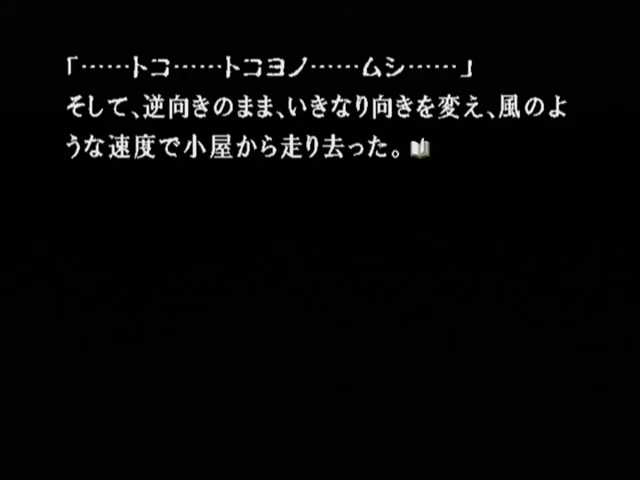 「……トコ……トコヨノ……ムシ……」
そして、逆向きのまま、いきなり向きを変え、風のよ
うな速度で小屋から走り去った。